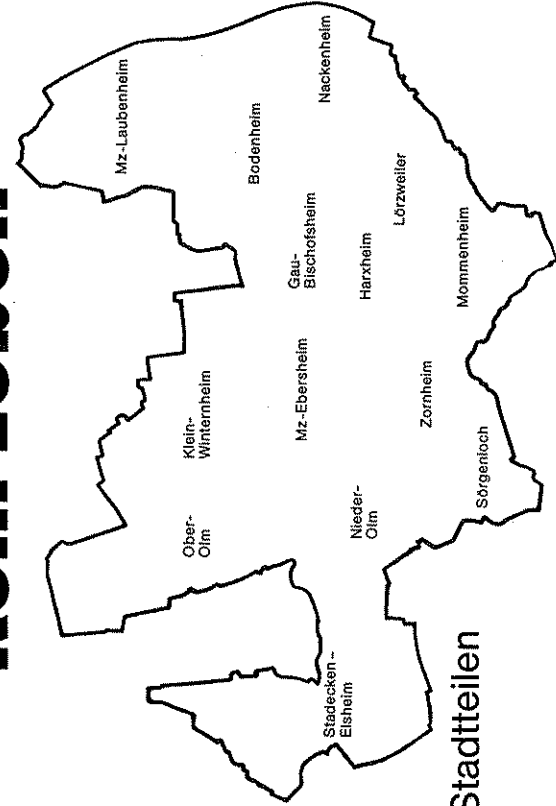 Mz-Laubenheim
Nackenheim
Bodenheim
Lörzweiler
Gau-
Bischofsheim
Harxheim
Mommenheim
Klein-
Winternheim
Mz-Ebersheim
Zornheim
Ober-
Olm
Nieder-
Olm
Sörgenloch
Stadecken-
Elsheim
Stadtteilen